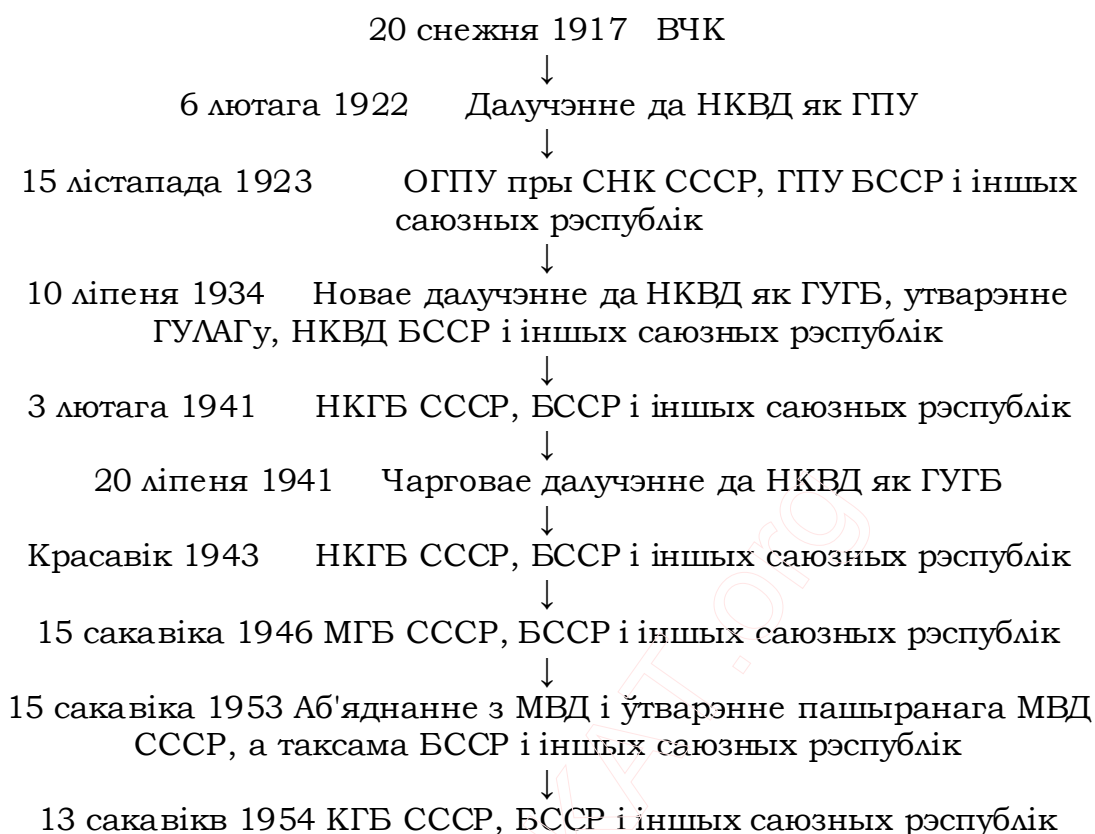 20 снежня 1917 ВЧК
↓
6 лютага 1922 Далучэнне да НКВД як ГПУ
↓
15 лістапада 1923 ОГПУ пры СНК СССР, ГПУ БССР і іншых
саюзных рэспублік
↓
10 ліпеня 1934 Новае далучэнне да НКВД як ГУГБ, утварэнне
ГУЛАГу, НКВД БССР і іншых саюзных рэспублік
↓
3 лютага 1941 НКГБ СССР, БССР і іншых саюзных рэспублік
↓
20 ліпеня 1941 Чарговае далучэнне да НКВД як ГУГБ
↓
Красавік 1943 НКГБ СССР, БССР і іншых саюзных рэспублік
↓
15 сакавіка 1946 МГБ СССР, БССР і іншых саюзных рэспублік
↓
15 сакавіка 1953 Аб'яднанне з МВД і ўтварэнне пашыранага МВД
СССР, а таксама БССР і іншых саюзных рэспублік
↓
13 сакавікв 1954 КГБ СССР, БССР і іншых саюзных рэспублік